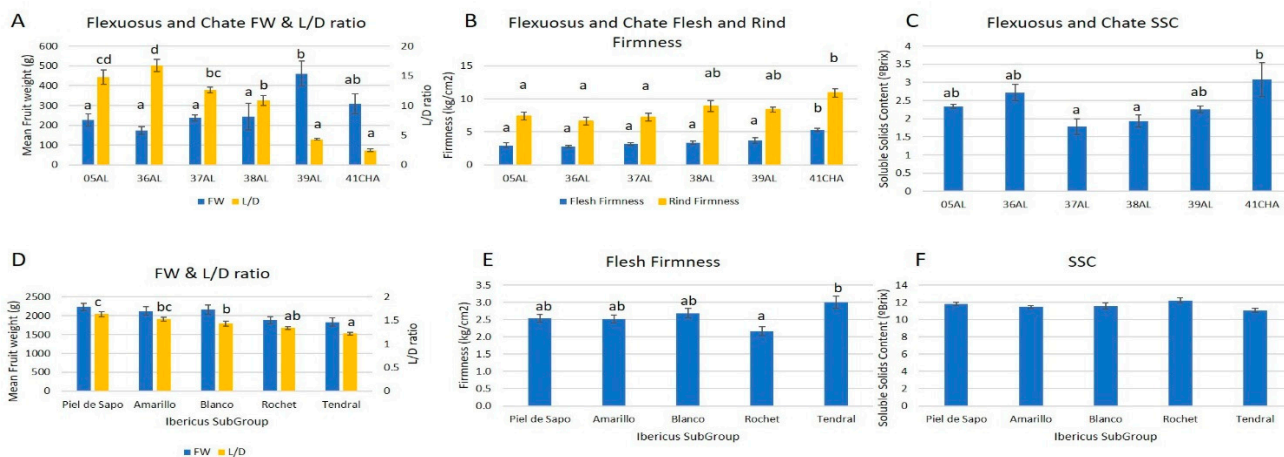 A
Flexuosus and Chate FW & L/D ratio
Mean Fruit weight (g)
600
500
400
300
200
100
0
a cd a d a bc a b b a ab a
20
15
10
5
0
L/D ratio
05AL 36AL 37AL 38AL 39AL 41CHA
FW L/D
B
Flexuosus and Chate Flesh and Rind
Firmness
Firmness (kg/cm2)
15
10
5
0
a a a a a a a ab a ab b b
05AL 36AL 37AL 38AL 39AL 41CHA
Flesh Firmness Rind Firmness
C
Flexuosus and Chate SSC
Soluble Solids Content (ºBrix)
4
3.5
3
2.5
2
1.5
1
0.5
0
ab ab a a ab b
05AL 36AL 37AL 38AL 39AL 41CHA
D
FW & L/D ratio
Mean Fruit weight (g)
2500
2000
1500
1000
500
0
c bc b ab a
2
1.5
1
0.5
0
L/D ratio
Piel de Sapo Amarillo Blanco Rochet Tendral
Ibericus SubGroup
FW L/D
E
Flesh Firmness
Firmness (kg/cm2)
3.5
3.0
2.5
2.0
1.5
1.0
0.5
0.0
ab ab ab a b
Piel de Sapo Amarillo Blanco Rochet Tendral
Ibericus SubGroup
F
SSC
Soluble Solids Content (ºBrix)
14
12
10
8
6
4
2
0
Piel de Sapo Amarillo Blanco Rochet Tendral
Ibericus SubGroup